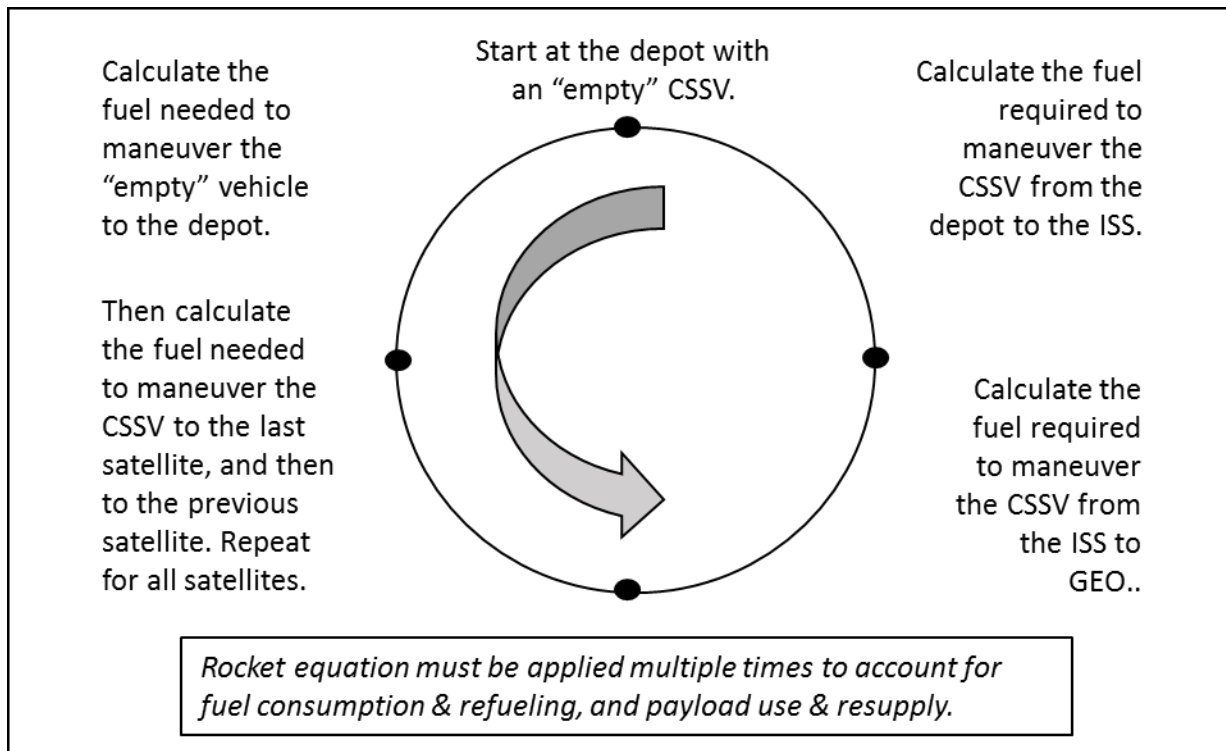 Start at the depot with
an “empty” CSSV.
Calculate the
fuel needed to
maneuver the
“empty” vehicle
to the depot.
Then calculate
the fuel needed
to maneuver the
CSSV to the last
satellite, and then
to the previous
satellite. Repeat
for all satellites.
Calculate the fuel
required to
maneuver the
CSSV from the
depot to the ISS.
Calculate the
fuel required
to maneuver
the CSSV from
the ISS to
GEO..
Rocket equation must be applied multiple times to account for
fuel consumption & refueling, and payload use & resupply.